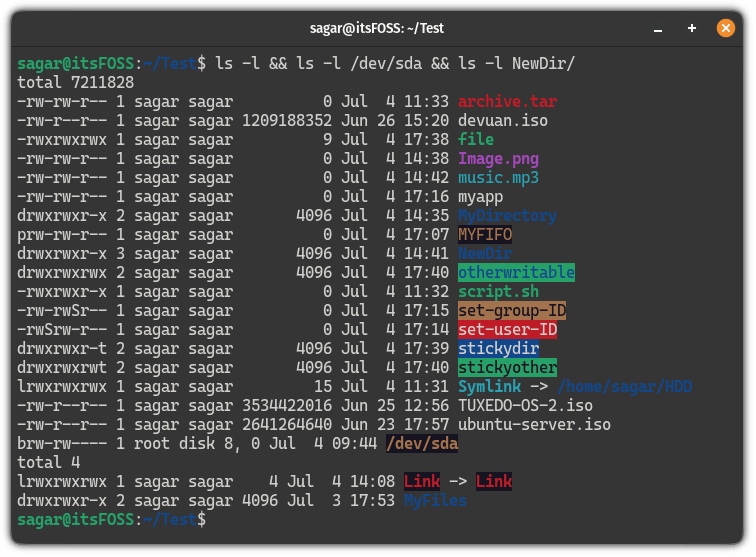 sagar@itsFOSS: ~/Test
sagar@itsFOSS:~/Test$ ls -l && ls -l /dev/sda && ls -l NewDir/
total 7211828
-rw-rw-r-- 1 sagar sagar          0 Jul  4 11:33 archive.tar
-rw-r--r-- 1 sagar sagar 1209188352 Jun 26 15:20 devuan.iso
-rwxrwxrwx 1 sagar sagar          9 Jul  4 17:38 file
-rw-rw-r-- 1 sagar sagar          0 Jul  4 14:38 Image.png
-rw-rw-r-- 1 sagar sagar          0 Jul  4 14:42 music.mp3
-rw-rw-r-- 1 sagar sagar          0 Jul  4 17:16 myapp
drwxrwxr-x 2 sagar sagar       4096 Jul  4 14:35 MyDirectory
prw-rw-r-- 1 sagar sagar          0 Jul  4 17:07 MYFIFO
drwxrwxr-x 3 sagar sagar       4096 Jul  4 14:41 NewDir
drwxrwxrwx 2 sagar sagar       4096 Jul  4 17:40 otherwritable
-rwxrwxr-x 1 sagar sagar          0 Jul  4 11:32 script.sh
-rw-rwSr-- 1 sagar sagar          0 Jul  4 17:15 set-group-ID
-rwSrw-r-- 1 sagar sagar          0 Jul  4 17:14 set-user-ID
drwxrwxr-t 2 sagar sagar       4096 Jul  4 17:39 stickydir
drwxrwxrwt 2 sagar sagar       4096 Jul  4 17:40 stickyother
lrwxrwxrwx 1 sagar sagar         15 Jul  4 11:31 Symlink -> /home/sagar/HDD
-rw-r--r-- 1 sagar sagar 3534422016 Jun 25 12:56 TUXEDO-OS-2.iso
-rw-r--r-- 1 sagar sagar 2641264640 Jun 23 17:57 ubuntu-server.iso
brw-rw---- 1 root disk 8, 0 Jul  4 09:44 /dev/sda
total 4
lrwxrwxrwx 1 sagar sagar    4 Jul  4 14:08 Link -> Link
drwxrwxr-x 2 sagar sagar 4096 Jul  3 17:53 MyFiles
sagar@itsFOSS:~/Test$